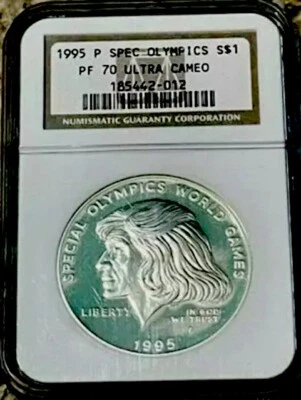 1995 P SPEC OLYMPICS S$1
PF 70 ULTRA CAMEO
185442-012
NUMISMATIC GUARANTY CORPORATION
SPECIAL OLYMPICS WORLD GAMES
LIBERTY
IN GOD
WE TRUST
P
1995